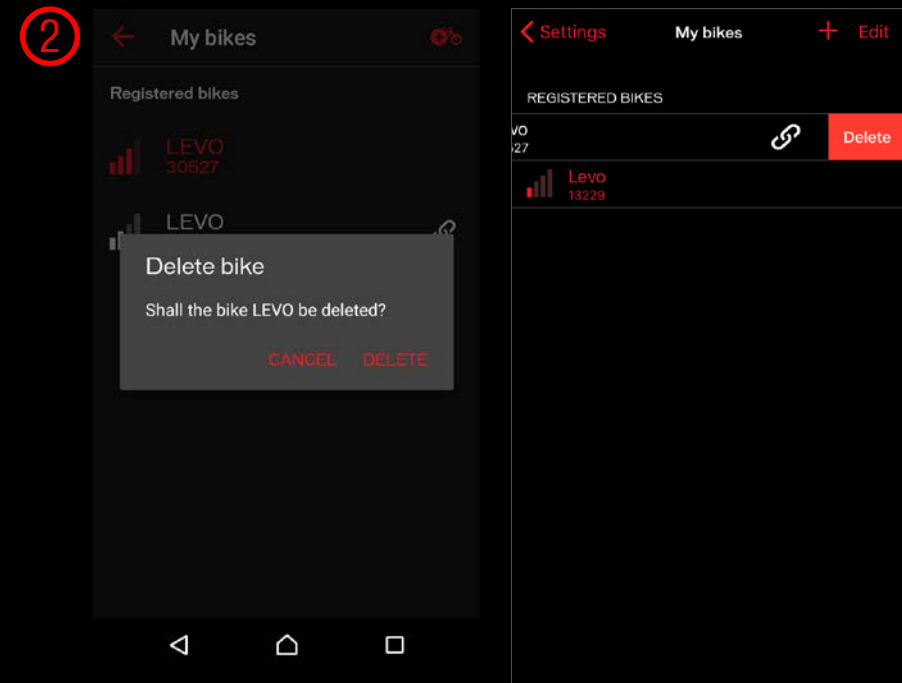 2
My bikes
Registered bikes
LEVO
30527
LEVO
Delete bike
Shall the bike LEVO be deleted?
CANCEL DELETE
Settings My bikes + Edit
REGISTERED BIKES
VO
27
Delete
Levo
13229